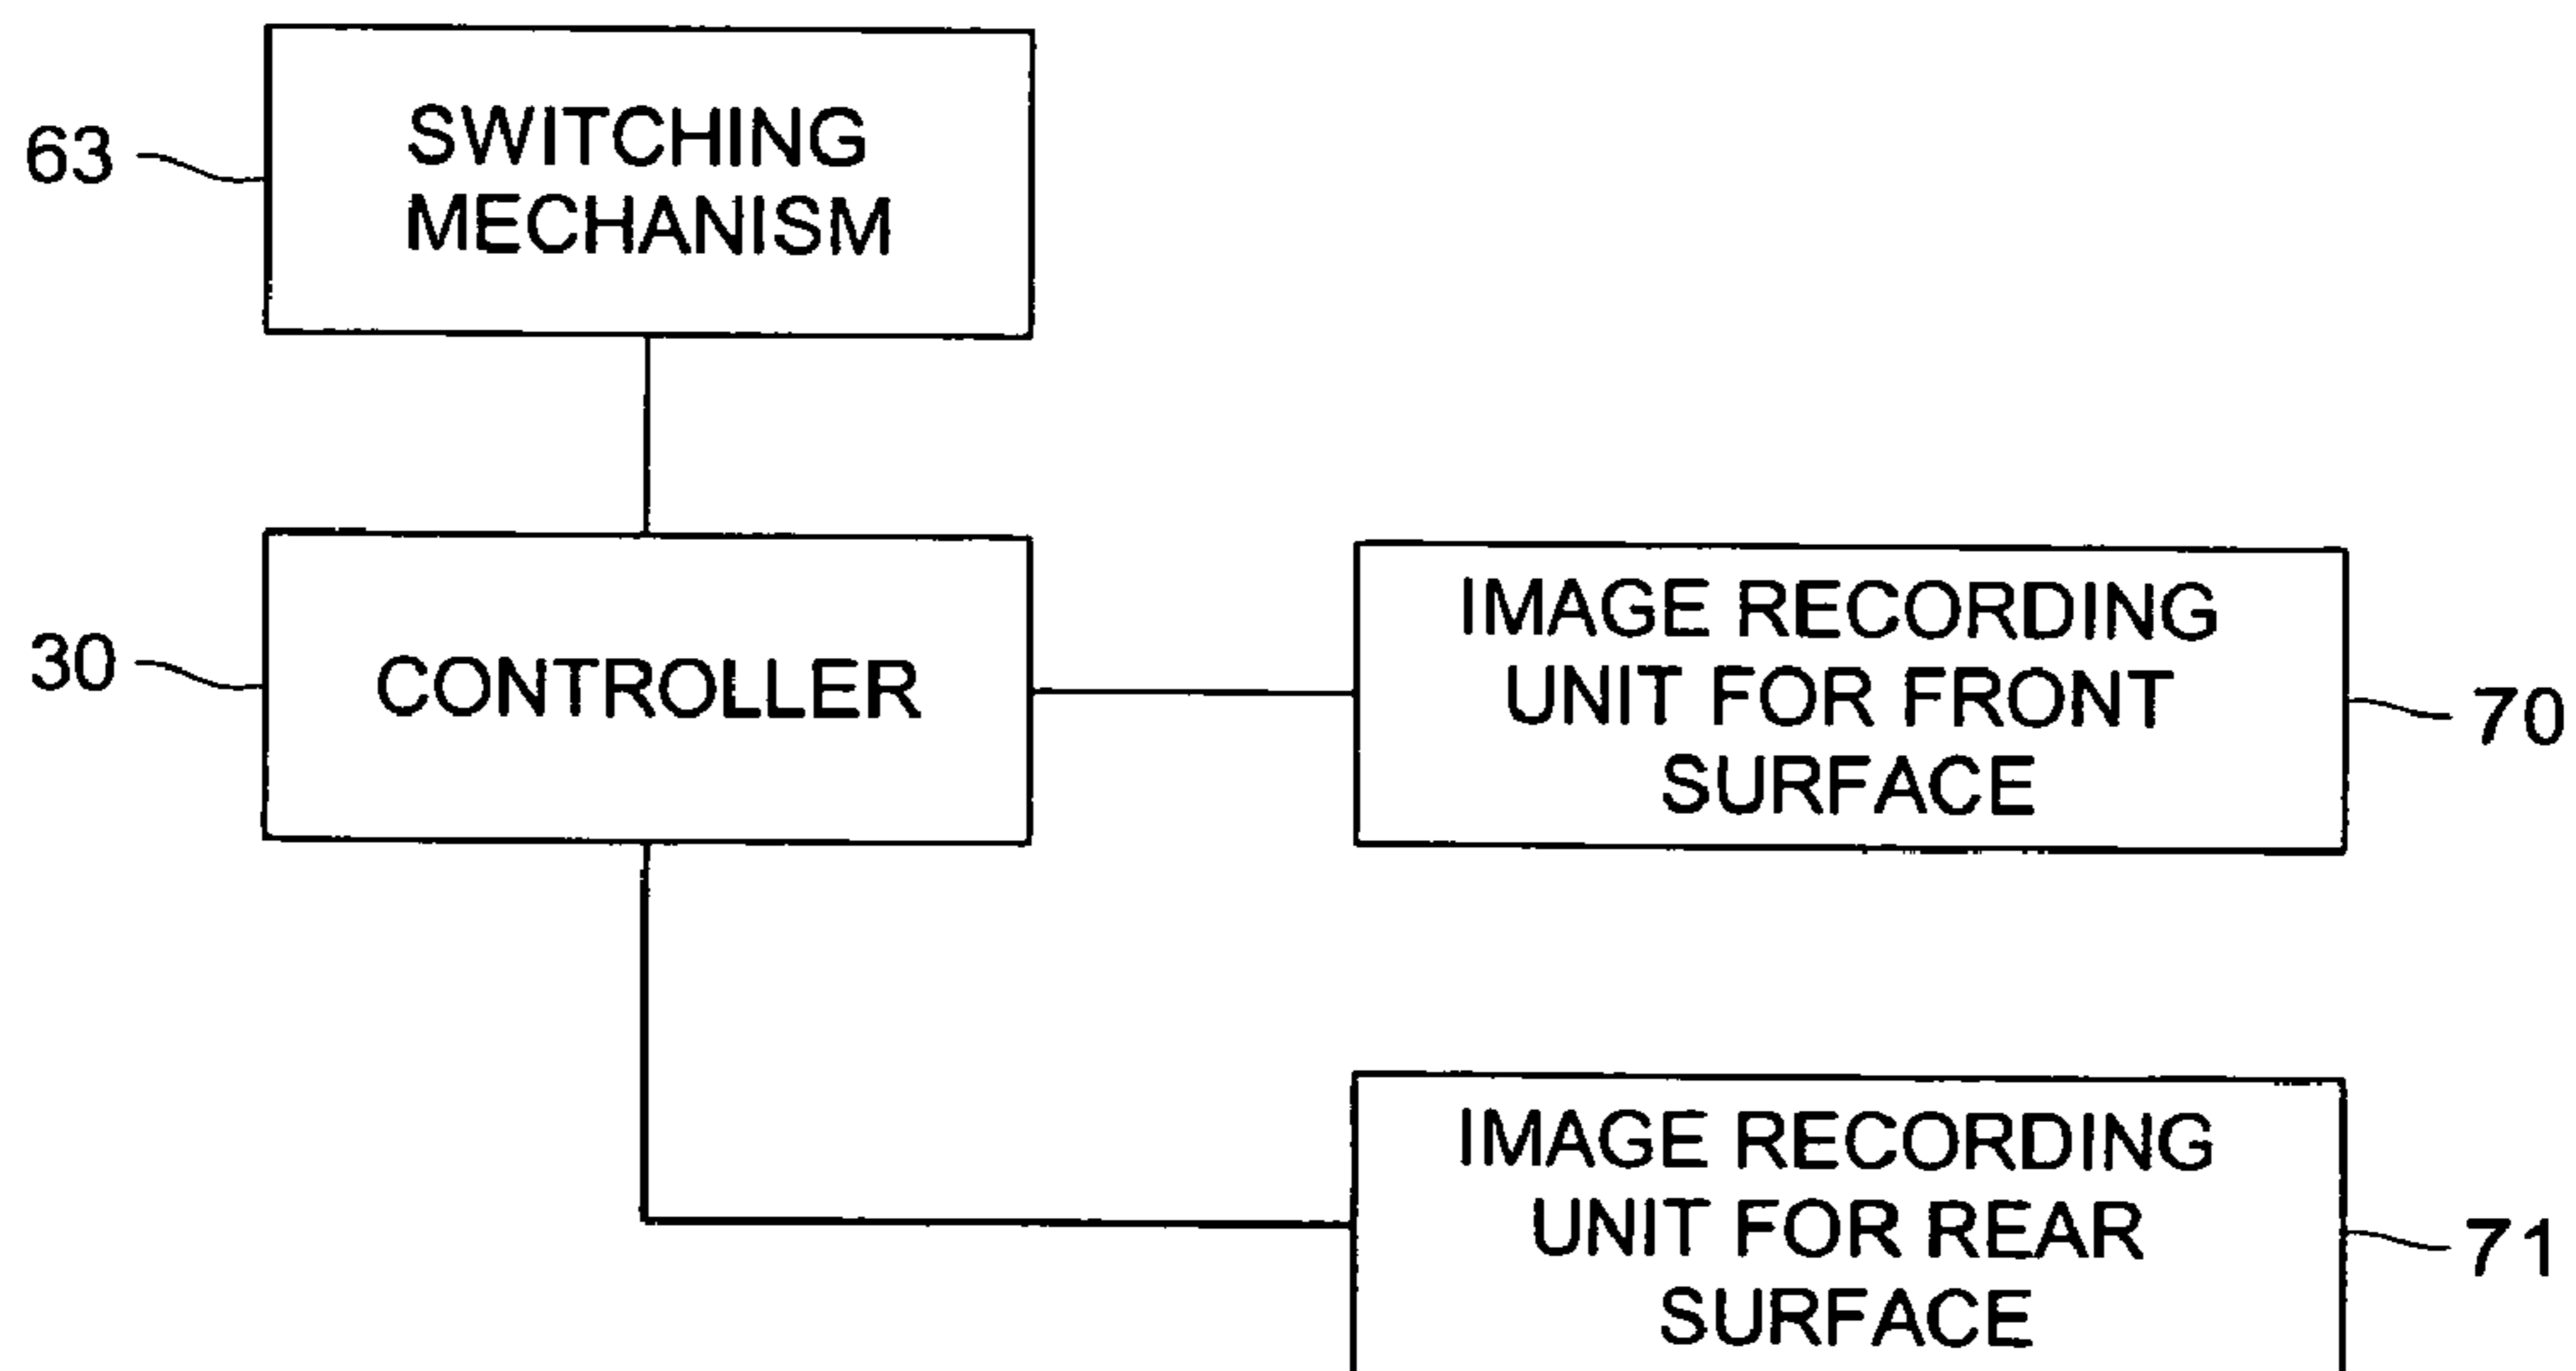 63
SWITCHING
MECHANISM
30
CONTROLLER
IMAGE RECORDING
UNIT FOR FRONT
SURFACE
70
IMAGE RECORDING
UNIT FOR REAR
SURFACE
71